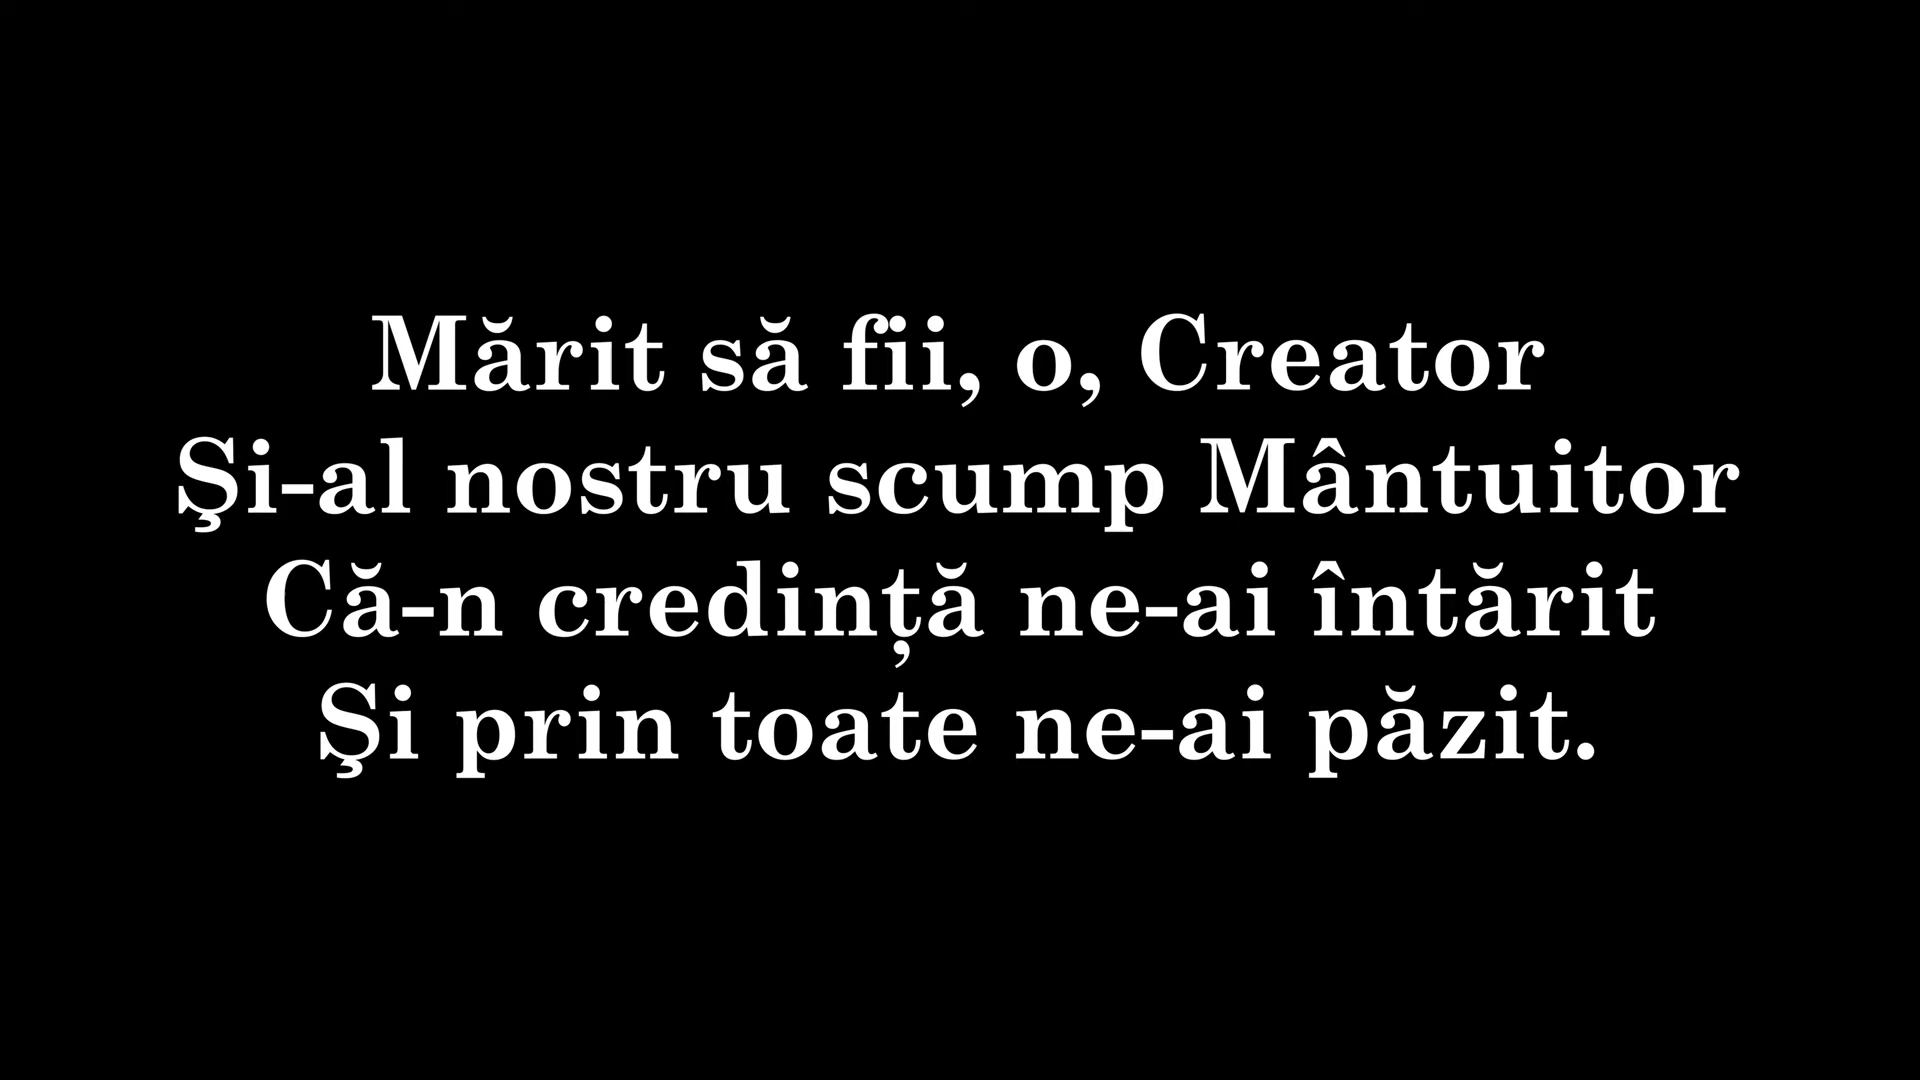 Mărit să fii, o, Creator
Şi-al nostru scump Mântuitor
Că-n credință ne-ai întărit
Şi prin toate ne-ai păzit.